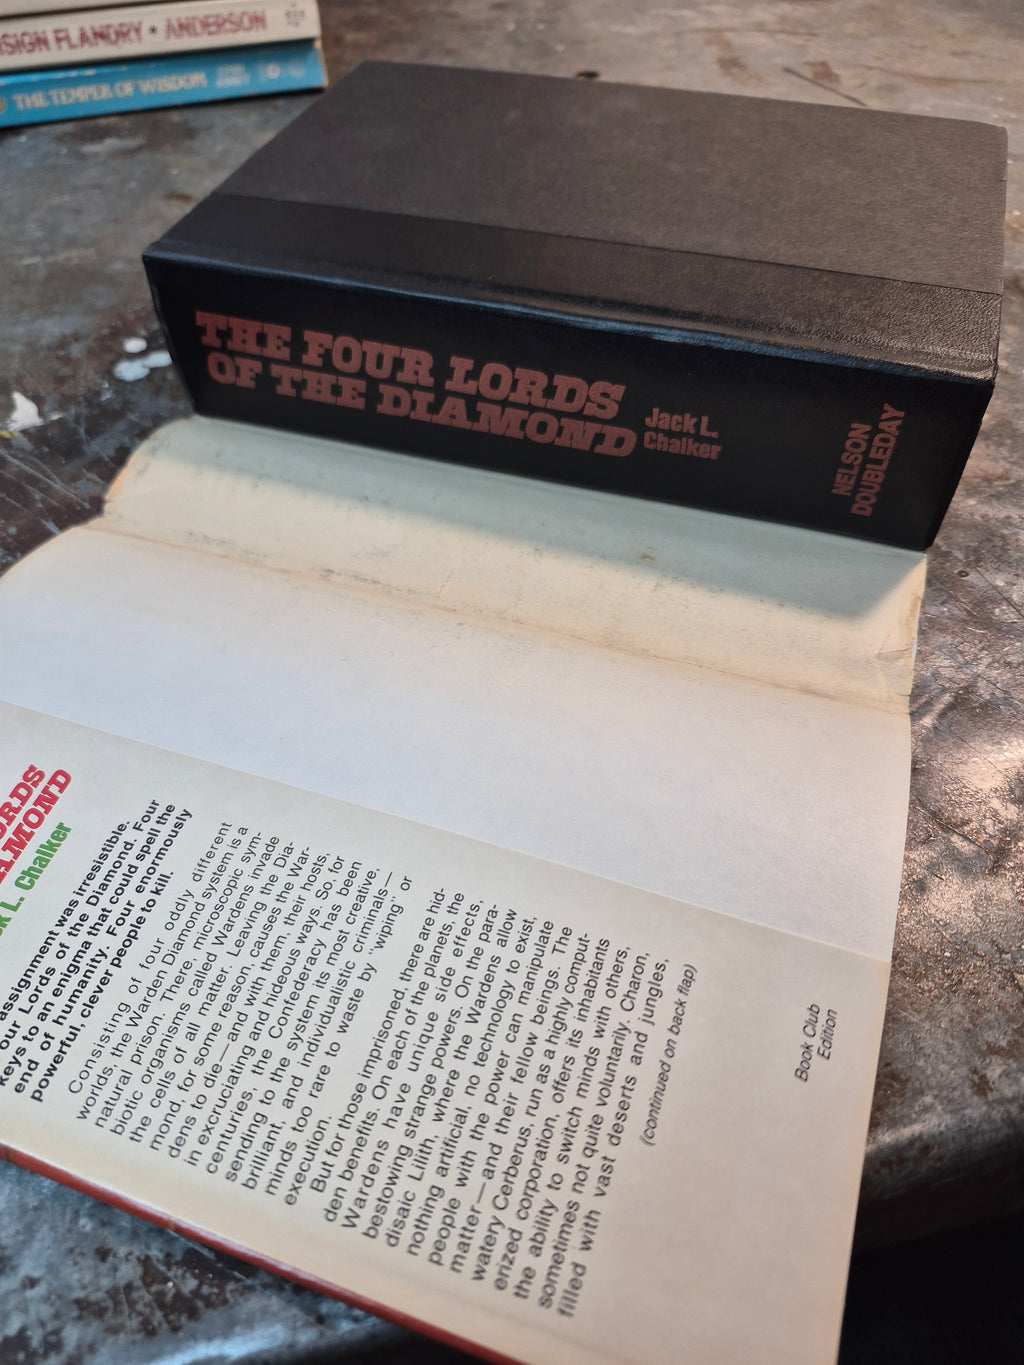 SIGN FLANDRY • ANDERSON
THE TEMPLE OF WISDOM
THE FOUR LORDS
OF THE DIAMOND
Jack L.
Chalker
NELSON
DOUBLEDAY
ORDS
AMOND
L. Chalker
assignment was irresistible.
our Lords of the Diamond. Four
keys to an enigma that could spell the
end of humanity. Four enormously
powerful, clever people to kill.
Consisting of four oddly different
worlds, the Warden Diamond system is a
natural prison. There, microscopic sym-
biotic organisms called Wardens invade
the cells of all matter. Leaving the Dia-
mond, for some reason, causes the War-
dens to die—and with them, their hosts,
in excruciating and hideous ways. So, for
centuries, the Confederacy has been
sending to the system its most creative,
brilliant, and individualistic criminals—
minds too rare to waste by "wiping" or
execution.
But for those imprisoned, there are hid-
den benefits. On each of the planets, the
Wardens have unique side effects,
bestowing strange powers. On the para-
disaic Lilith, where the Wardens allow
nothing artificial, no technology to exist,
people with the power can manipulate
matter—and their fellow beings. The
watery Cerberus, run as a highly comput-
erized corporation, offers its inhabitants
the ability to switch minds with others,
sometimes not quite voluntarily. Charon,
filled with vast deserts and jungles,
(continued on back flap)
Book Club
Edition